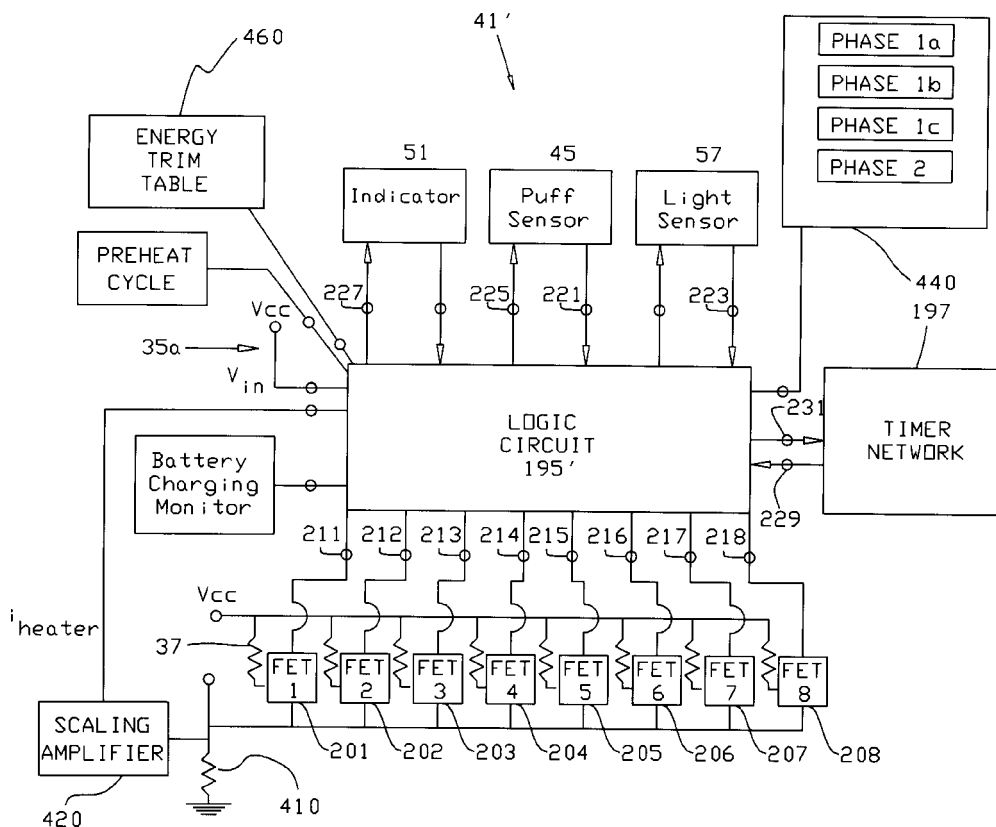 41'
460
PHASE 1a
PHASE 1b
PHASE 1c
PHASE 2
ENERGY
TRIM
TABLE
51
45
57
Indicator
Puff
Sensor
Light
Sensor
PREHEAT
CYCLE
440
197
227
225
221
223
Vcc
35a
Vin
231
LOGIC
CIRCUIT
195'
TIMER
NETWORK
Battery
Charging
Monitor
229
211
212
213
214
215
216
217
218
Vcc
iheater
37
FET
1
FET
2
FET
3
FET
4
FET
5
FET
6
FET
7
FET
8
SCALING
AMPLIFIER
201
202
203
204
205
206
207
208
410
420